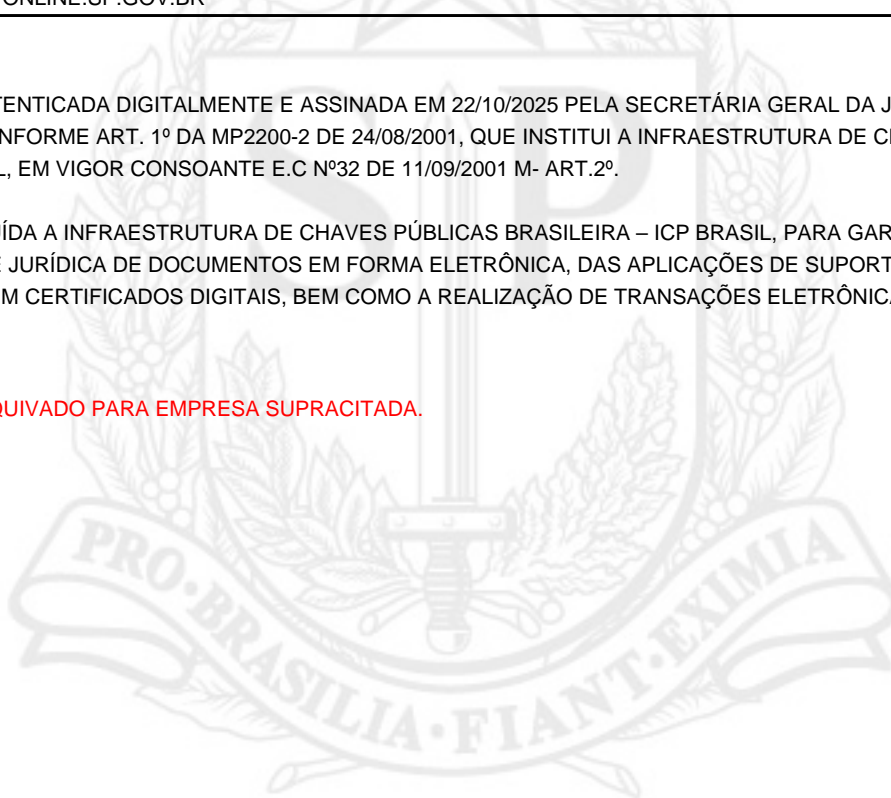 ONLINE.SP.GOV.BR
TENTICADA DIGITALMENTE E ASSINADA EM 22/10/2025 PELA SECRETÁRIA GERAL DA J
NFORME ART. 1º DA MP2200-2 DE 24/08/2001, QUE INSTITUI A INFRAESTRUTURA DE C
L, EM VIGOR CONSOANTE E.C Nº32 DE 11/09/2001 M- ART.2º.
ÍDA A INFRAESTRUTURA DE CHAVES PÚBLICAS BRASILEIRA – ICP BRASIL, PARA GAR
E JURÍDICA DE DOCUMENTOS EM FORMA ELETRÔNICA, DAS APLICAÇÕES DE SUPORT
M CERTIFICADOS DIGITAIS, BEM COMO A REALIZAÇÃO DE TRANSAÇÕES ELETRÔNICA
QUIVADO PARA EMPRESA SUPRACITADA.
SP
PRO·BRASILIA·FIANT·EXIMIA